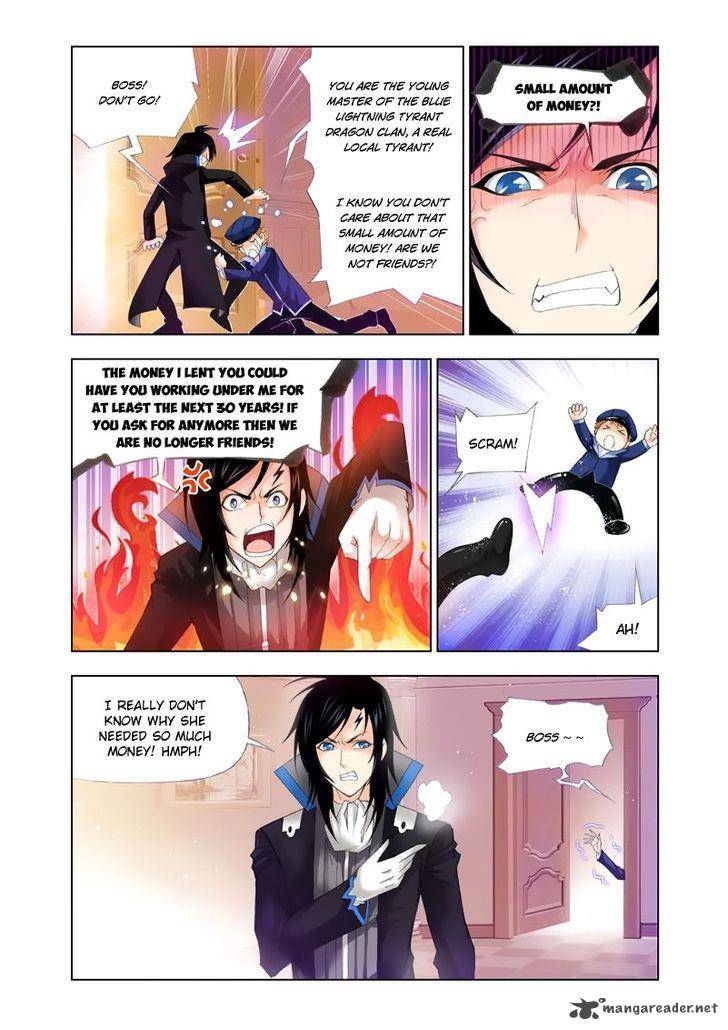 BOSS!
DON'T GO!
YOU ARE THE YOUNG
MASTER OF THE BLUE
LIGHTNING TYRANT
DRAGON CLAN, A REAL
LOCAL TYRANT!
I KNOW YOU DON'T
CARE ABOUT THAT
SMALL AMOUNT OF
MONEY! ARE WE
NOT FRIENDS?!
SMALL AMOUNT
OF MONEY?!
THE MONEY I LENT YOU COULD
HAVE YOU WORKING UNDER ME FOR
AT LEAST THE NEXT 30 YEARS! IF
YOU ASK FOR ANYMORE THEN WE
ARE NO LONGER FRIENDS!
SCRAM!
AH!
I REALLY DON'T
KNOW WHY SHE
NEEDED SO MUCH
MONEY! HMPH!
BOSS ~ ~
mangareader.net